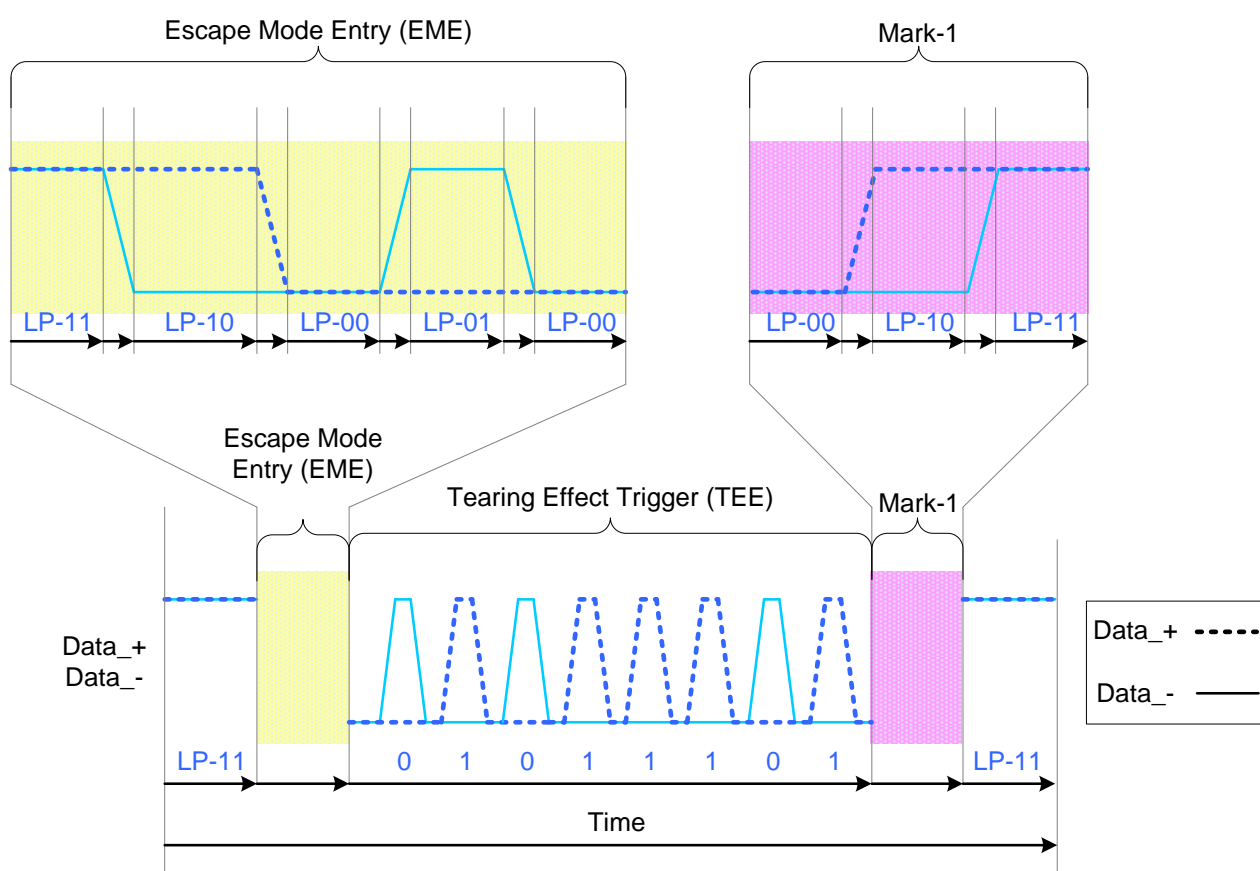 Escape Mode Entry (EME)
Mark-1
LP-11 LP-10 LP-00 LP-01 LP-00
LP-00 LP-10 LP-11
Escape Mode
Entry (EME)
Tearing Effect Trigger (TEE)
Mark-1
Data_+
Data_-
LP-11 0 1 0 1 1 1 0 1 LP-11
Time
Data_+
Data_-